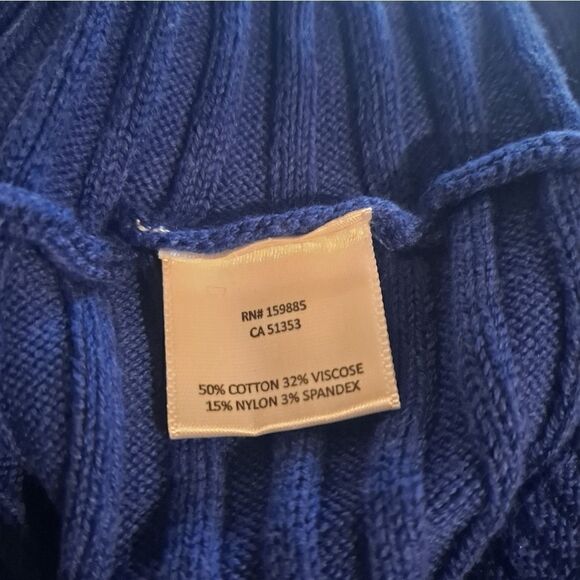 RN# 159885
CA 51353
50% COTTON 32% VISCOSE
15% NYLON 3% SPANDEX